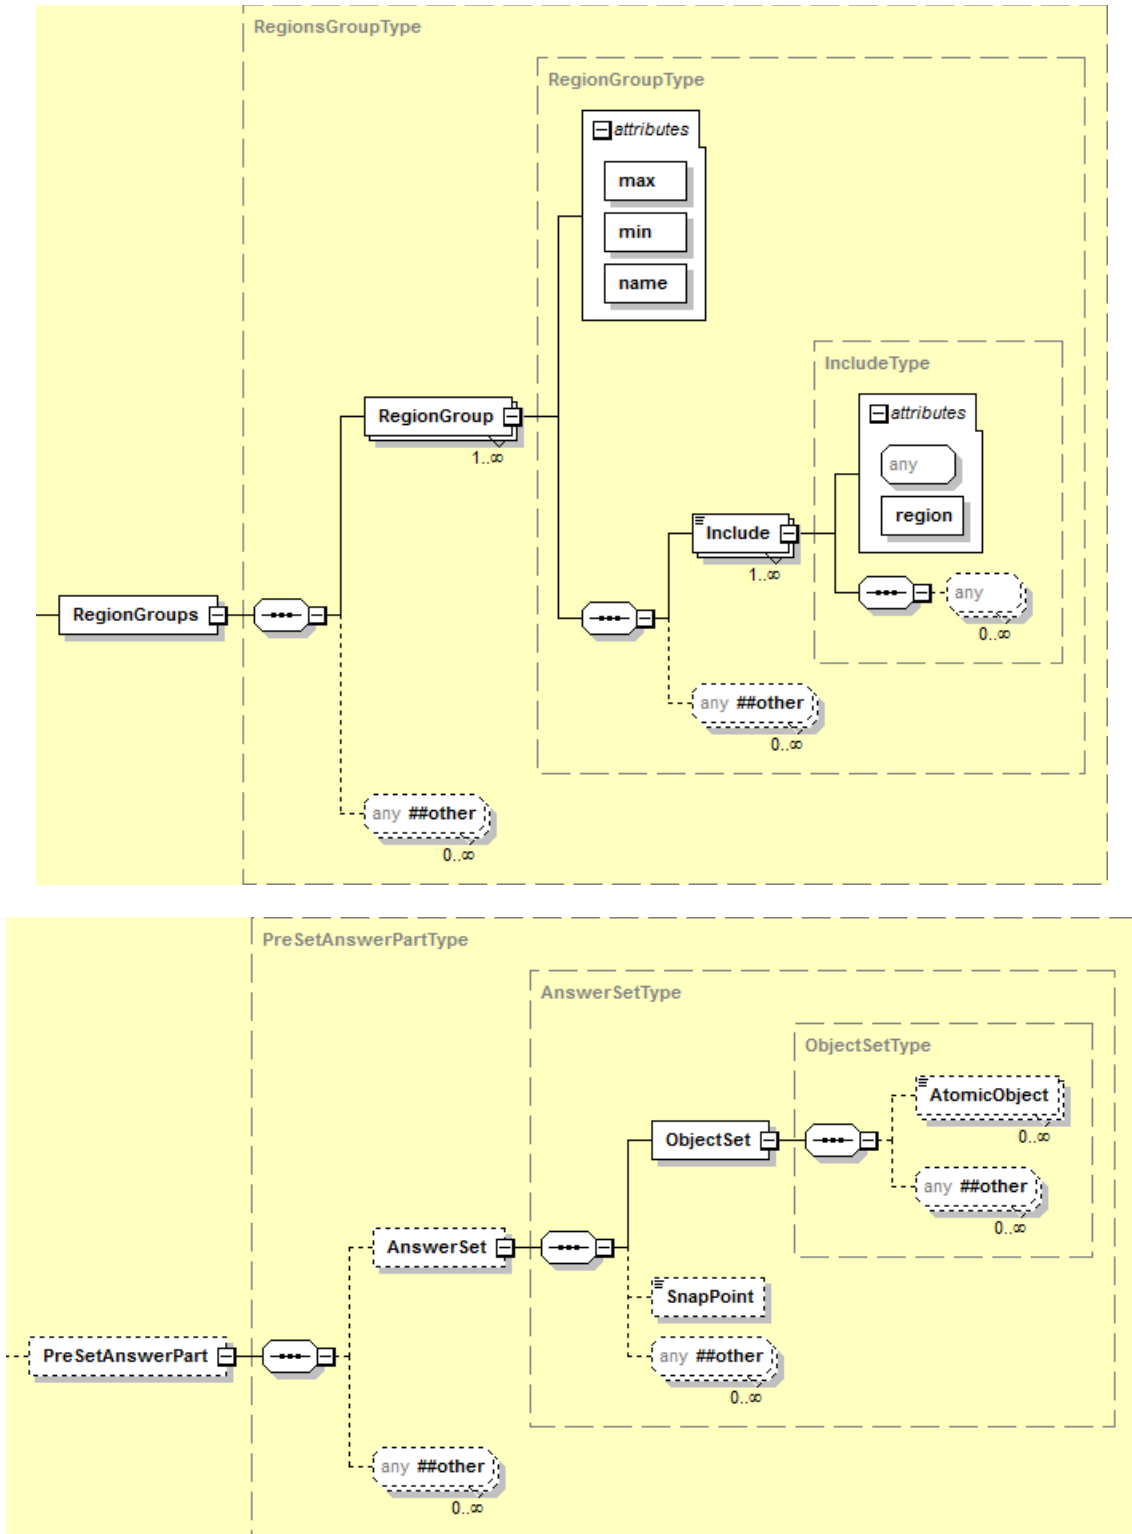 RegionsGroupType
RegionGroupType
attributes
max
min
name
IncludeType
RegionGroup
1..∞
attributes
any
region
Include
1..∞
any
0..∞
RegionGroups
any ##other
0..∞
any ##other
0..∞
PreSetAnswerPartType
AnswerSetType
ObjectSetType
AtomicObject
0..∞
ObjectSet
any ##other
0..∞
AnswerSet
SnapPoint
PreSetAnswerPart
any ##other
0..∞
any ##other
0..∞